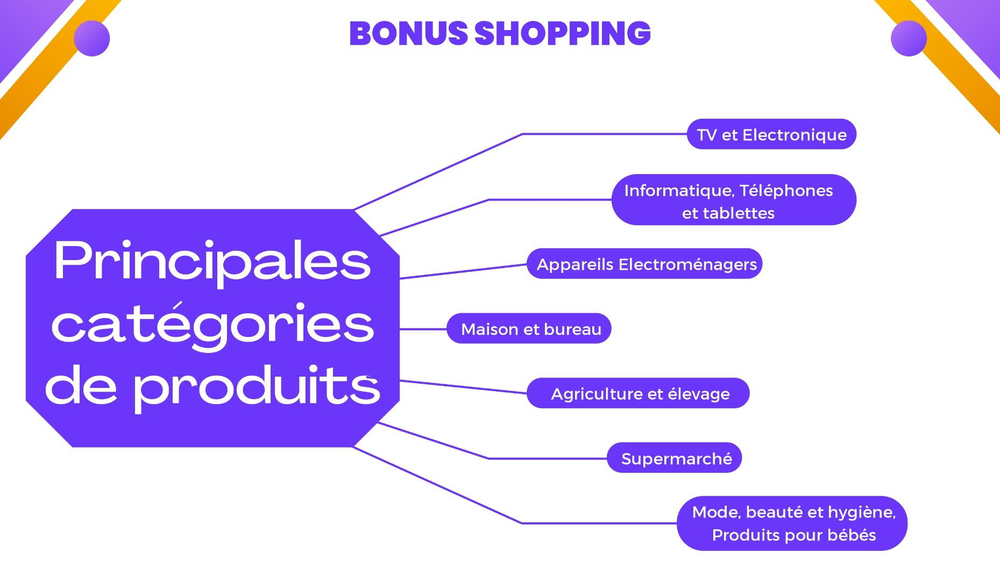 BONUS SHOPPING
Principales
catégories
de produits
TV et Electronique
Informatique, Téléphones
et tablettes
Appareils Electroménagers
Maison et bureau
Agriculture et élevage
Supermarché
Mode, beauté et hygiène,
Produits pour bébés